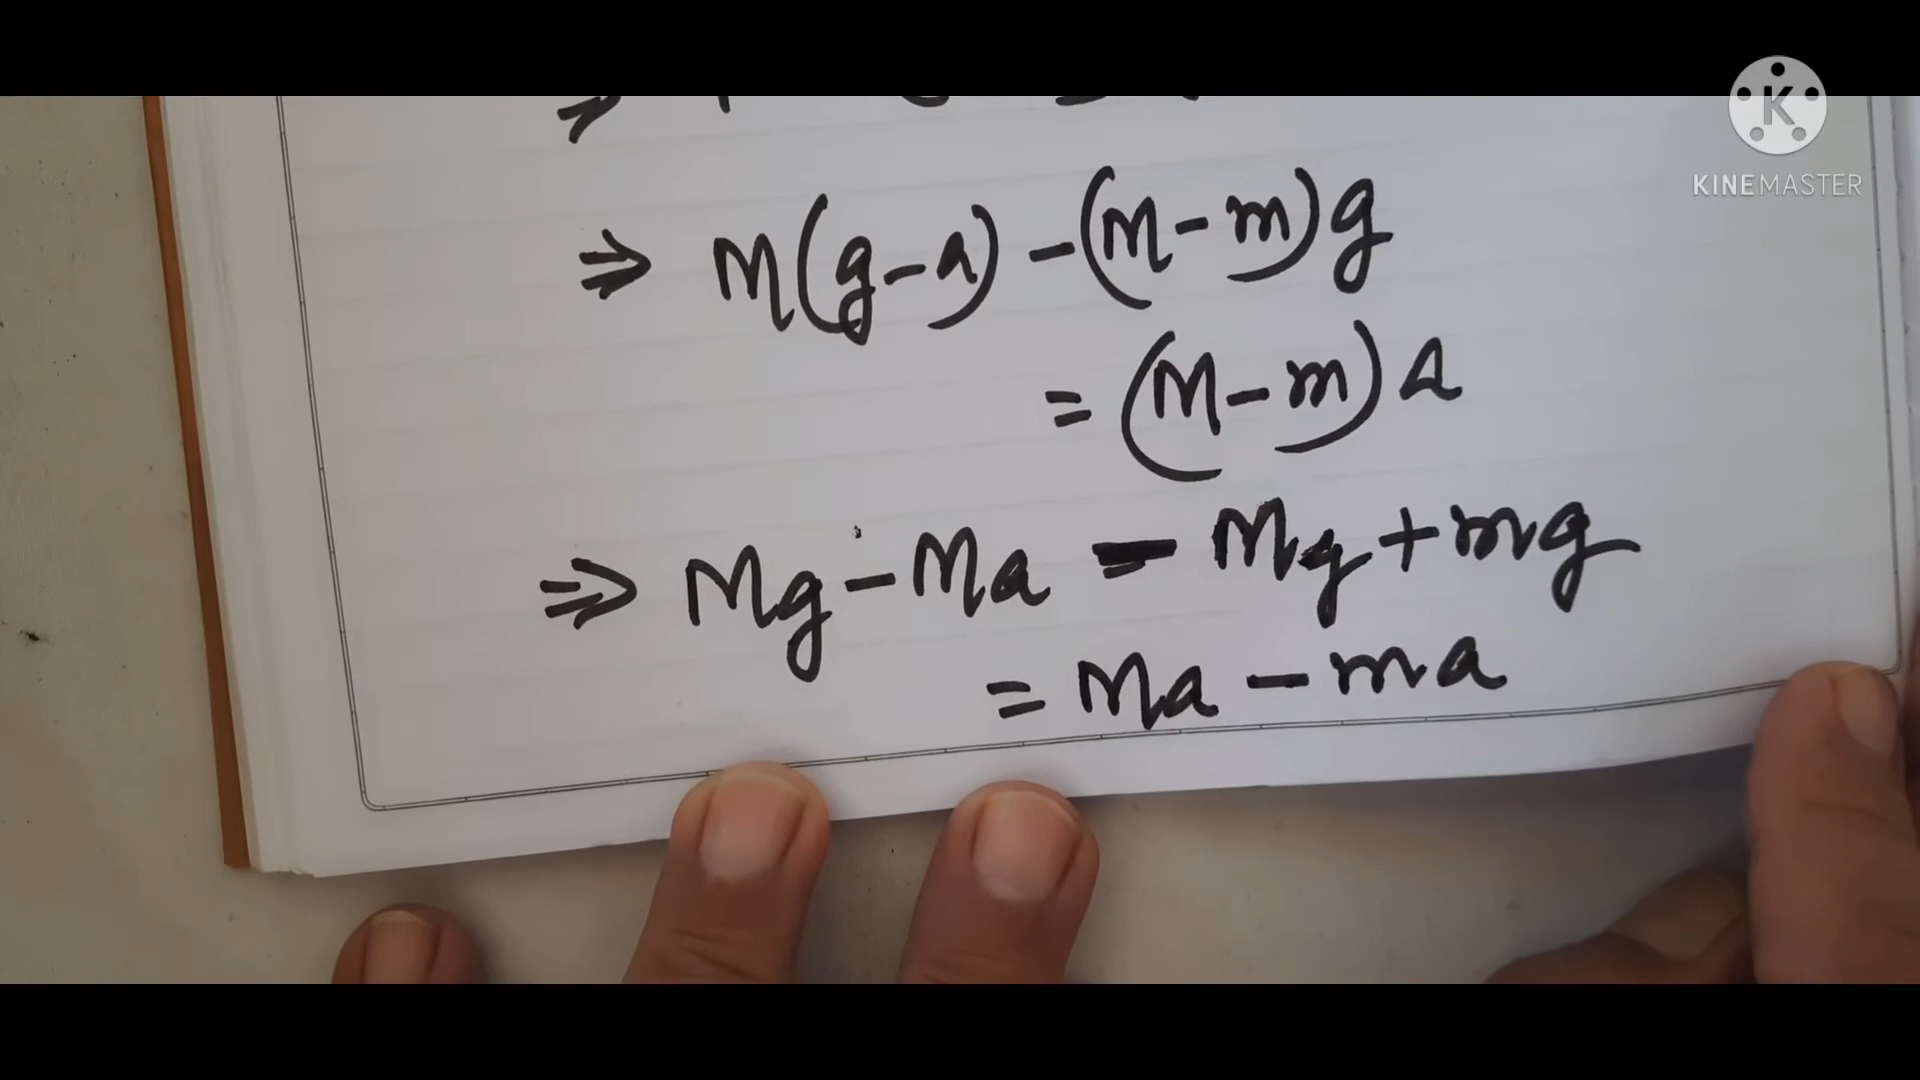 K
KINEMASTER
⇒ M(g-a) - (M-m)g
= (M-m)a
⇒ Mg - Ma - Mg + mg
= Ma - ma